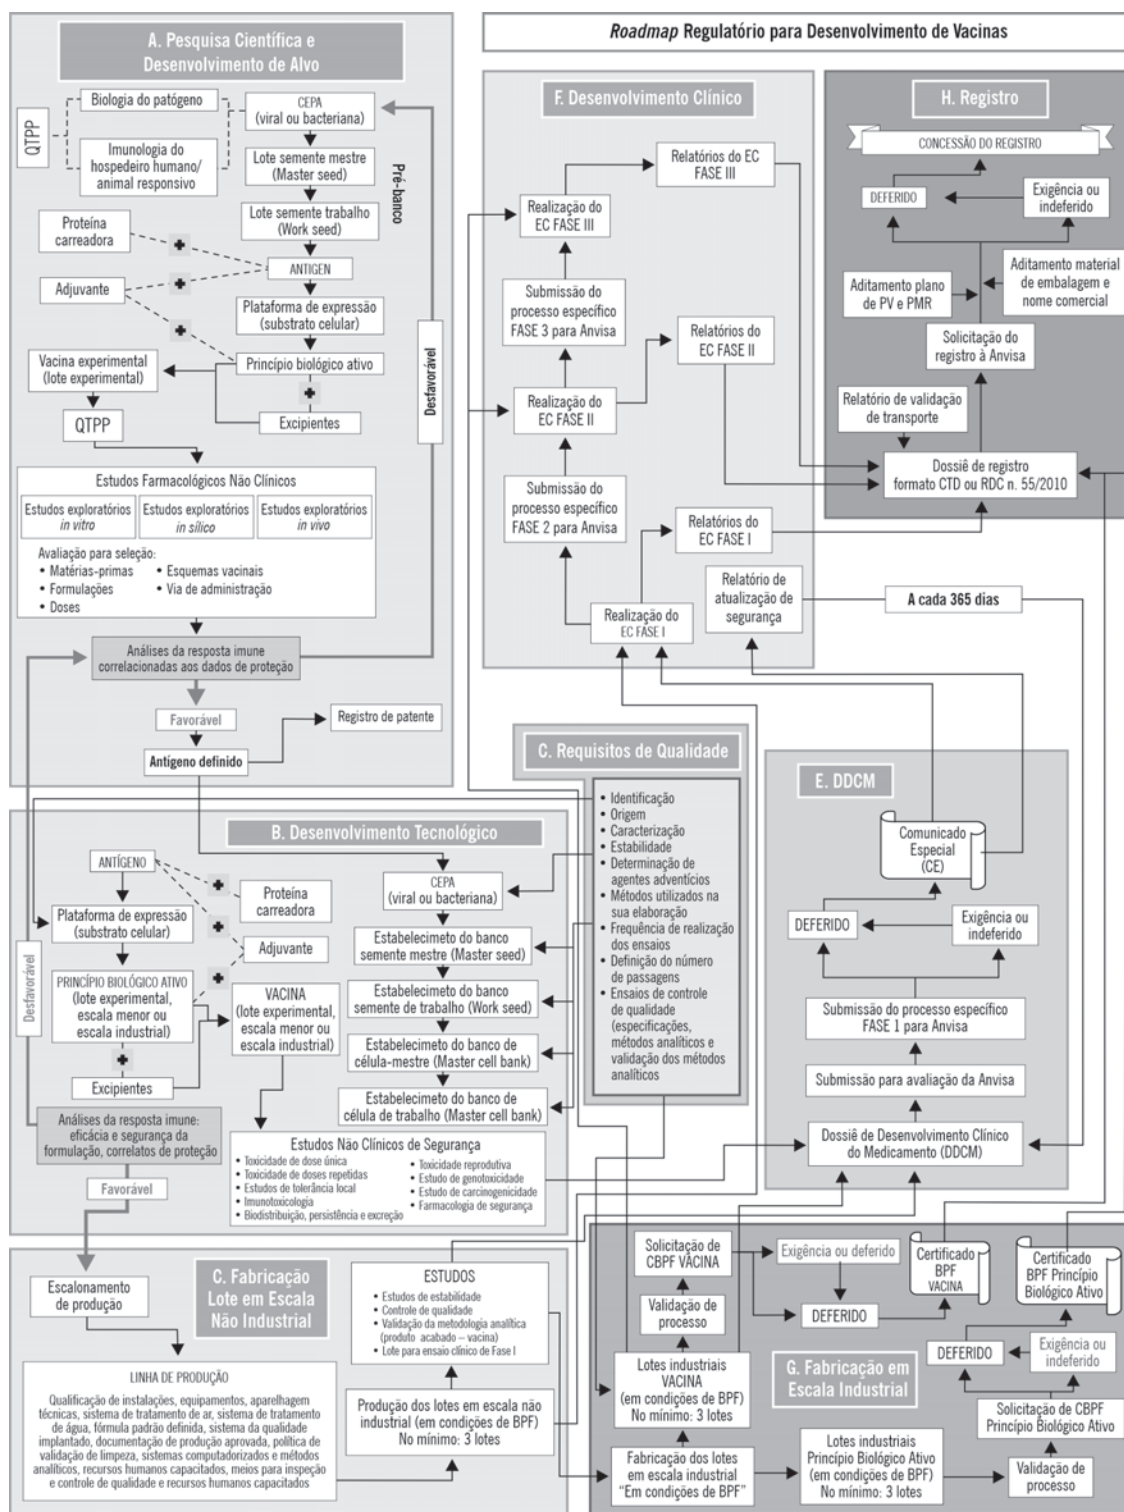 Roadmap Regulatório para Desenvolvimento de Vacinas
A. Pesquisa Científica e
Desenvolvimento de Alvo
QTPP
Biologia do patógeno
Imunologia do
hospedeiro humano/
animal responsivo
CEPA
(viral ou bacteriana)
Lote semente mestre
(Master seed)
Lote semente trabalho
(Work seed)
Pré-banco
Proteína
carreadora
ANTIGEN
Adjuvante
Plataforma de expressão
(substrato celular)
Vacina experimental
(lote experimental)
Princípio biológico ativo
QTPP
Excipientes
Desfavorável
Estudos Farmacológicos Não Clínicos
Estudos exploratórios
in vitro
Estudos exploratórios
in sílico
Estudos exploratórios
in vivo
Avaliação para seleção:
• Matérias-primas
• Formulações
• Doses
• Esquemas vacinais
• Via de administração
Análises da resposta imune
correlacionadas aos dados de proteção
Favorável
Registro de patente
Antígeno definido
B. Desenvolvimento Tecnológico
ANTÍGENO
Proteína
carreadora
Plataforma de expressão
(substrato celular)
Adjuvante
PRINCÍPIO BIOLÓGICO ATIVO
(lote experimental,
escala menor ou
escala industrial)
VACINA
(lote experimental,
escala menor ou
escala industrial)
Excipientes
Desfavorável
CEPA
(viral ou bacteriana)
Estabelecimeto do banco
semente mestre (Master seed)
Estabelecimeto do banco
semente de trabalho (Work seed)
Estabelecimeto do banco de
célula-mestre (Master cell bank)
Estabelecimeto do banco de
célula de trabalho (Master cell bank)
Análises da resposta imune:
eficácia e segurança da
formulação, correlatos de proteção
Favorável
Estudos Não Clínicos de Segurança
• Toxicidade de dose única
• Toxicidade de doses repetidas
• Estudos de tolerância local
• Imunotoxicologia
• Biodistribuição, persistência e excreção
• Toxicidade reprodutiva
• Estudo de genotoxicidade
• Estudo de carcinogenicidade
• Farmacologia de segurança
C. Fabricação
Lote em Escala
Não Industrial
Escalonamento
de produção
LINHA DE PRODUÇÃO
Qualificação de instalações, equipamentos, aparelhagem
técnicas, sistema de tratamento de ar, sistema de tratamento
de água, fórmula padrão definida, sistema da qualidade
implantado, documentação de produção aprovada, política de
validação de limpeza, sistemas computadorizados e métodos
analíticos, recursos humanos capacitados, meios para inspeção
e controle de qualidade e recursos humanos capacitados
ESTUDOS
• Estudos de estabilidade
• Controle de qualidade
• Validação da metodologia analítica
(produto acabado – vacina)
• Lote para ensaio clínico de Fase I
Produção dos lotes em escala não
industrial (em condições de BPF)
No mínimo: 3 lotes
C. Requisitos de Qualidade
• Identificação
• Origem
• Caracterização
• Estabilidade
• Determinação de
agentes adventícios
• Métodos utilizados na
sua elaboração
• Frequência de realização
dos ensaios
• Definição do número
de passagens
• Ensaios de controle
de qualidade
(especificações,
métodos analíticos e
validação dos métodos
analíticos
E. DDCM
Comunicado
Especial
(CE)
DEFERIDO
Exigência ou
indeferido
Submissão do processo específico
FASE 1 para Anvisa
Submissão para avaliação da Anvisa
Dossiê de Desenvolvimento Clínico
do Medicamento (DDCM)
F. Desenvolvimento Clínico
Relatórios do EC
FASE III
Realização do
EC FASE III
Submissão do
processo específico
FASE 3 para Anvisa
Relatórios do
EC FASE II
Realização do
EC FASE II
Submissão do
processo específico
FASE 2 para Anvisa
Relatórios do
EC FASE I
Realização do
EC FASE I
Relatório de
atualização de
segurança
A cada 365 dias
G. Fabricação em
Escala Industrial
Solicitação de
CBPF VACINA
Exigência ou deferido
Validação de
processo
DEFERIDO
Certificado
BPF
VACINA
Certificado
BPF Princípio
Biológico Ativo
Lotes industriais
VACINA
(em condições de BPF)
No mínimo: 3 lotes
DEFERIDO
Exigência ou
indeferido
Solicitação de CBPF
Princípio Biológico Ativo
Fabricação dos lotes
em escala industrial
“Em condições de BPF”
Lotes industriais
Princípio Biológico Ativo
(em condições de BPF)
No mínimo: 3 lotes
Validação de
processo
H. Registro
CONCESSÃO DO REGISTRO
DEFERIDO
Exigência ou
indeferido
Aditamento plano
de PV e PMR
Aditamento material
de embalagem e
nome comercial
Solicitação do
registro à Anvisa
Relatório de validação
de transporte
Dossiê de registro
formato CTD ou RDC n. 55/2010